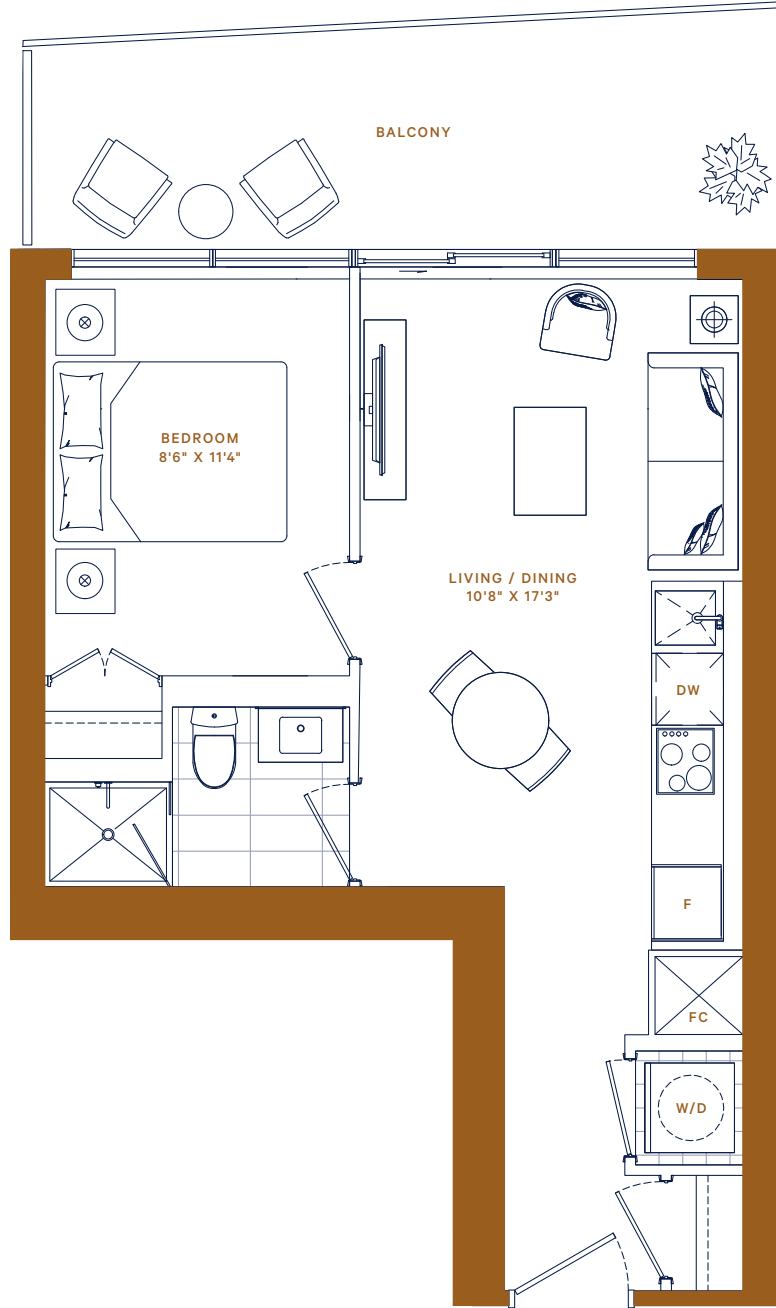 BALCONY
BEDROOM
8'6" X 11'4"
LIVING / DINING
10'8" X 17'3"
DW
F
FC
W/D